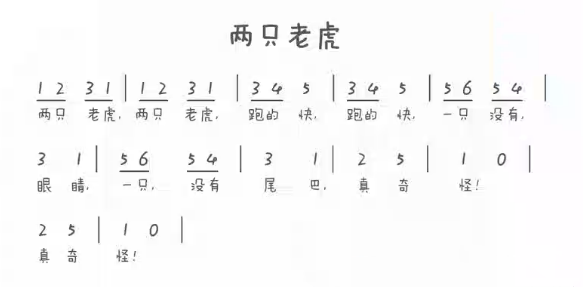 两只老虎
1 2 3 1 | 1 2 3 1 | 3 4 5 | 3 4 5 | 5 6 5 4 |
两只 老虎, 两只 老虎, 跑的 快, 跑的 快, 一只 没有,
3 1 | 5 6 5 4 | 3 1 | 2 5 | 1 0 |
眼 睛, 一只, 没有 尾 巴, 真 奇 怪!
2 5 | 1 0 |
真 奇 怪!